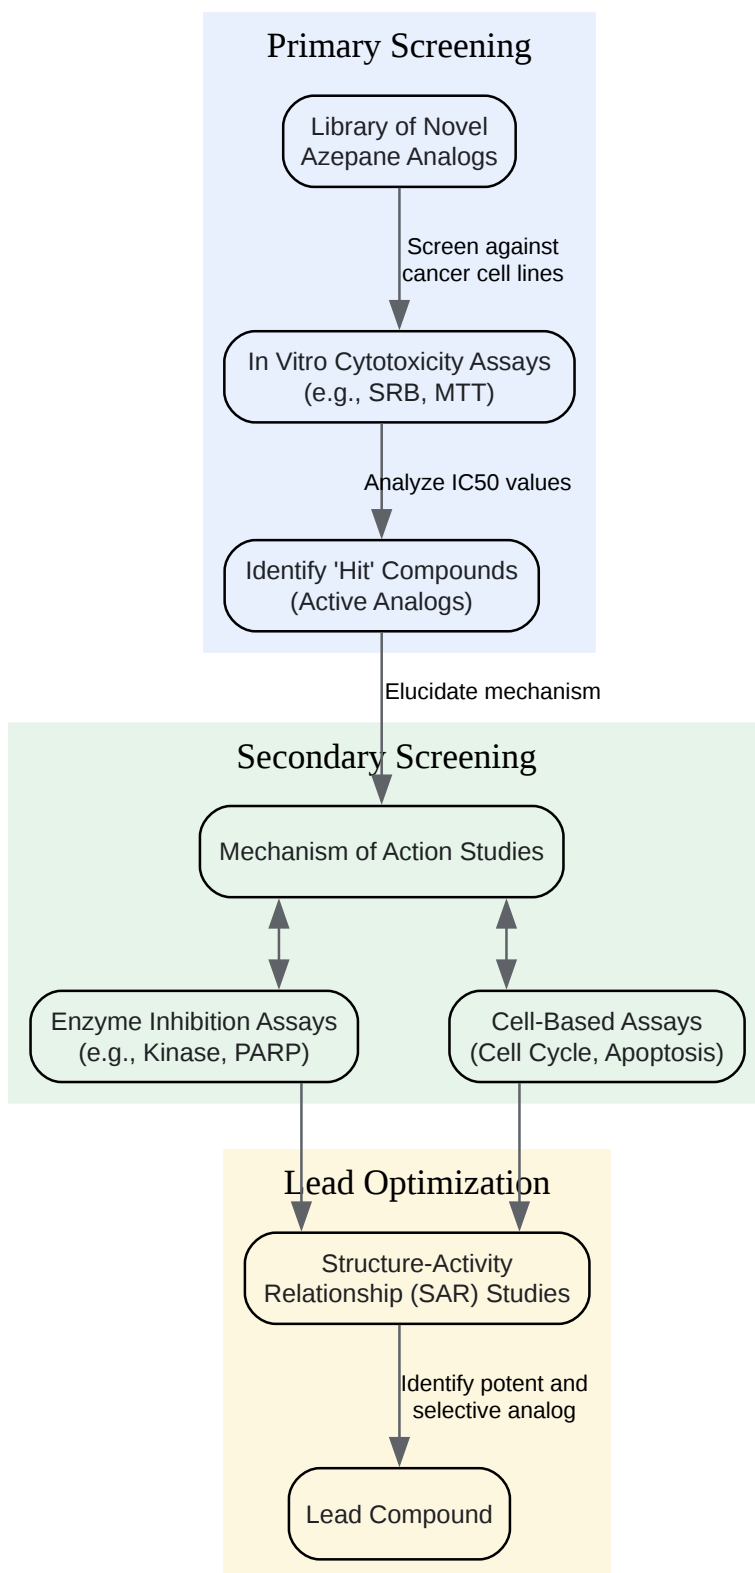 Primary Screening
Library of Novel
Azepane Analogs
Screen against
cancer cell lines
In Vitro Cytotoxicity Assays
(e.g., SRB, MTT)
Analyze IC50 values
Identify 'Hit' Compounds
(Active Analogs)
Elucidate mechanism
Secondary Screening
Mechanism of Action Studies
Enzyme Inhibition Assays
(e.g., Kinase, PARP)
Cell-Based Assays
(Cell Cycle, Apoptosis)
Lead Optimization
Structure-Activity
Relationship (SAR) Studies
Identify potent and
selective analog
Lead Compound